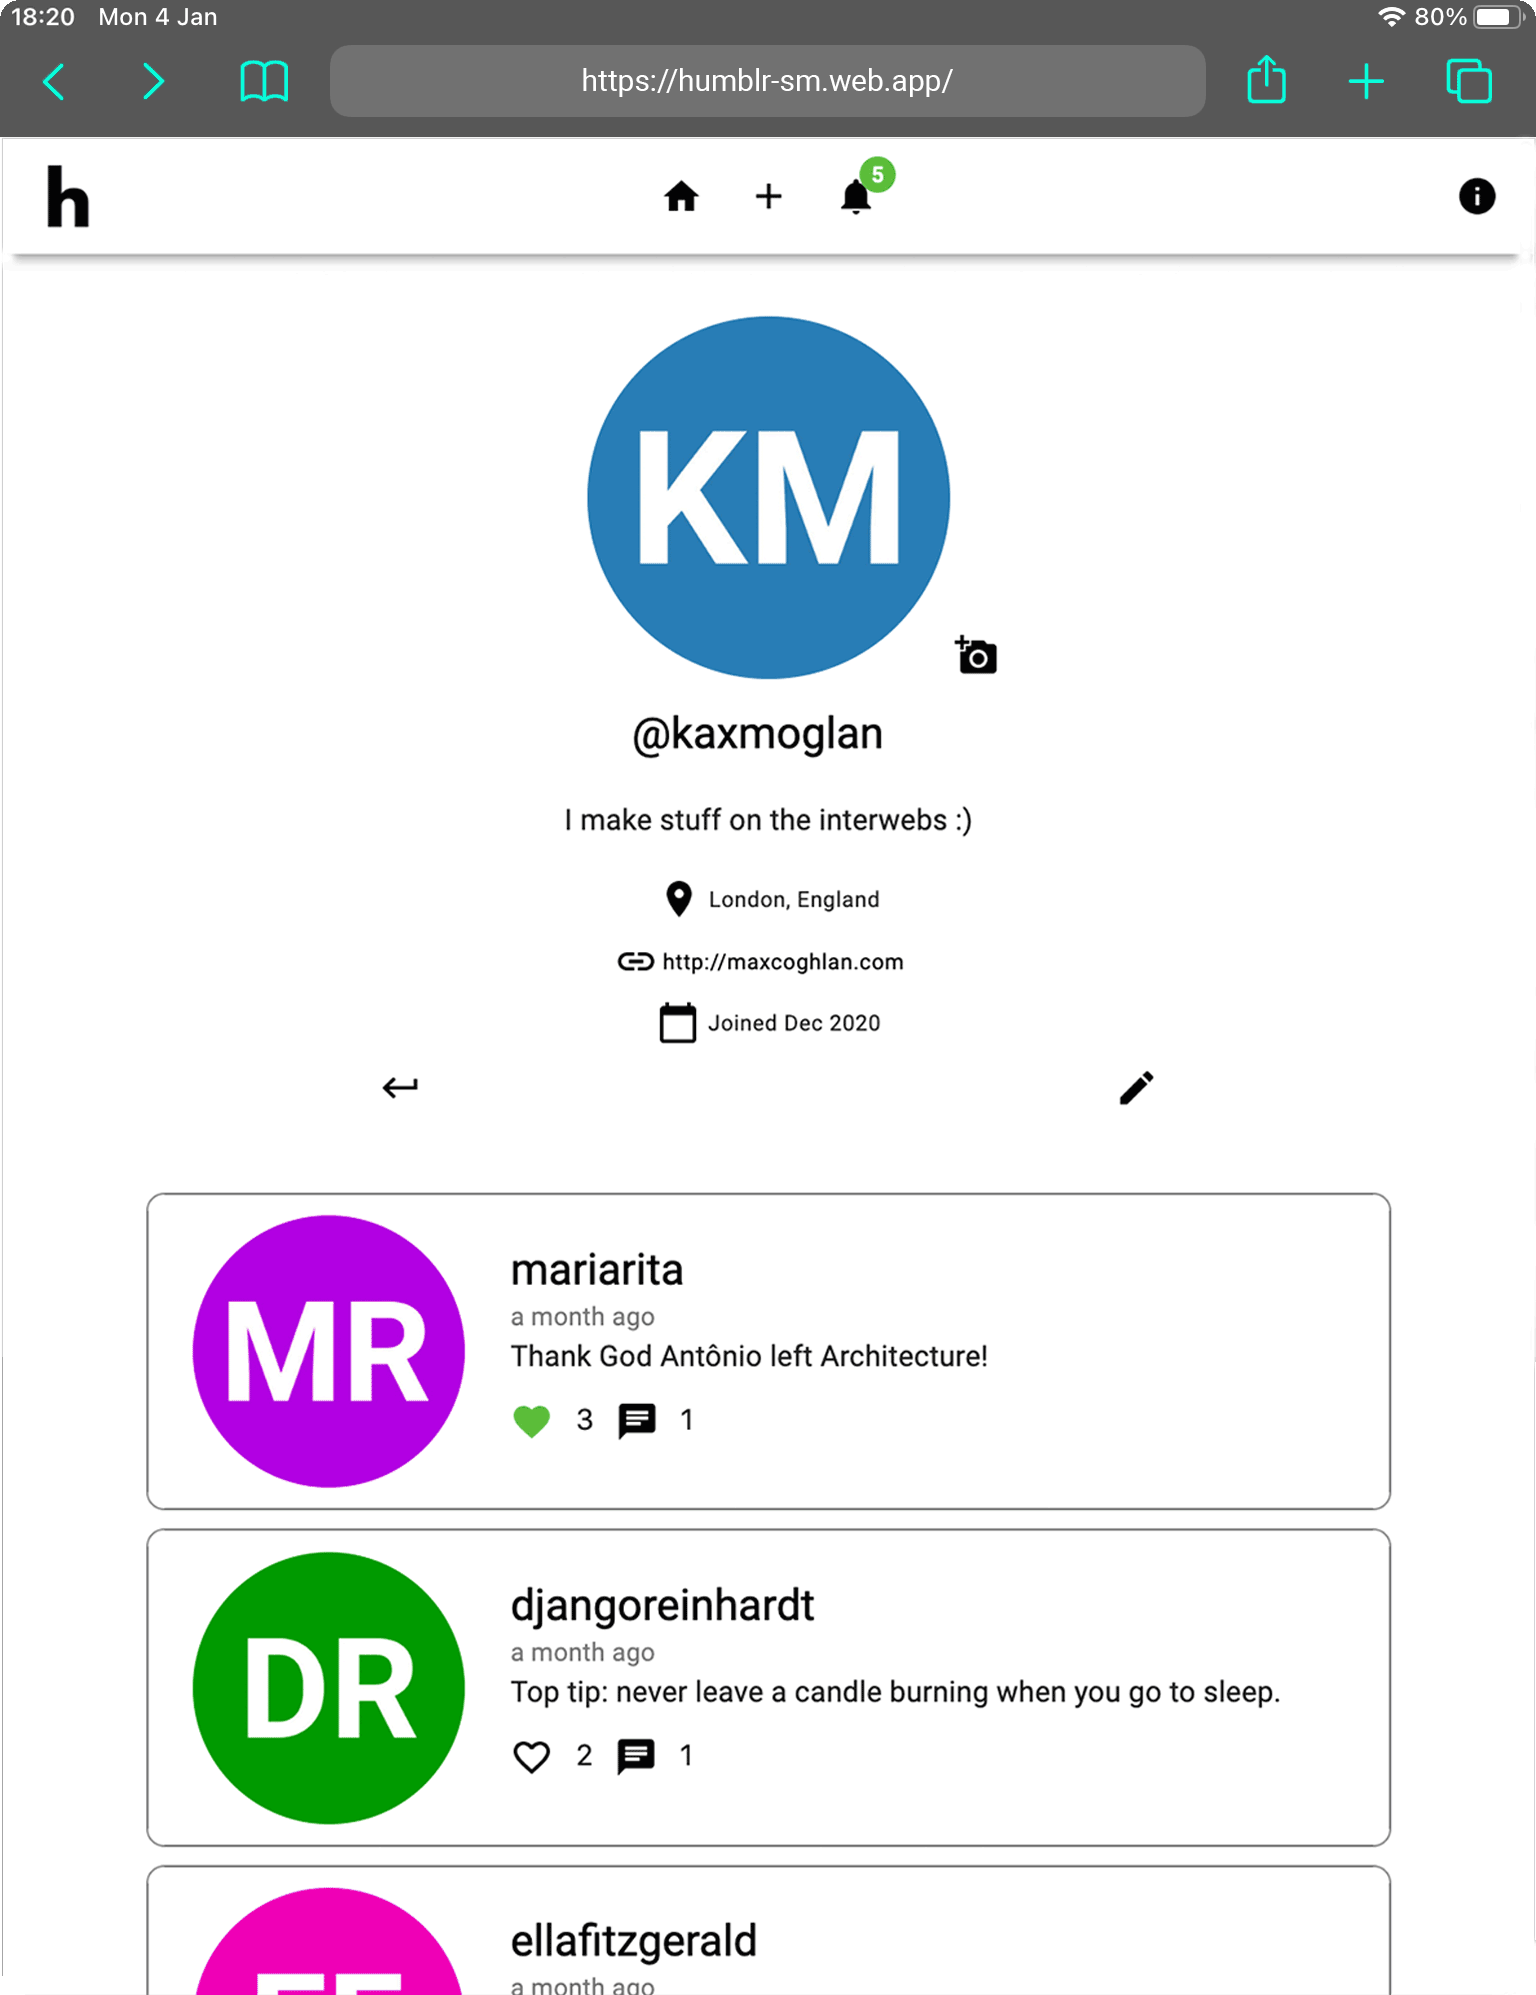 18:20 Mon 4 Jan 80%
https://humblr-sm.web.app/
h 5
KM
@kaxmoglan
I make stuff on the interwebs :)
London, England
http://maxcoghlan.com
Joined Dec 2020
MR
mariarita
a month ago
Thank God Antônio left Architecture!
3 1
DR
djangoreinhardt
a month ago
Top tip: never leave a candle burning when you go to sleep.
2 1
ellafitzgerald
a month ago